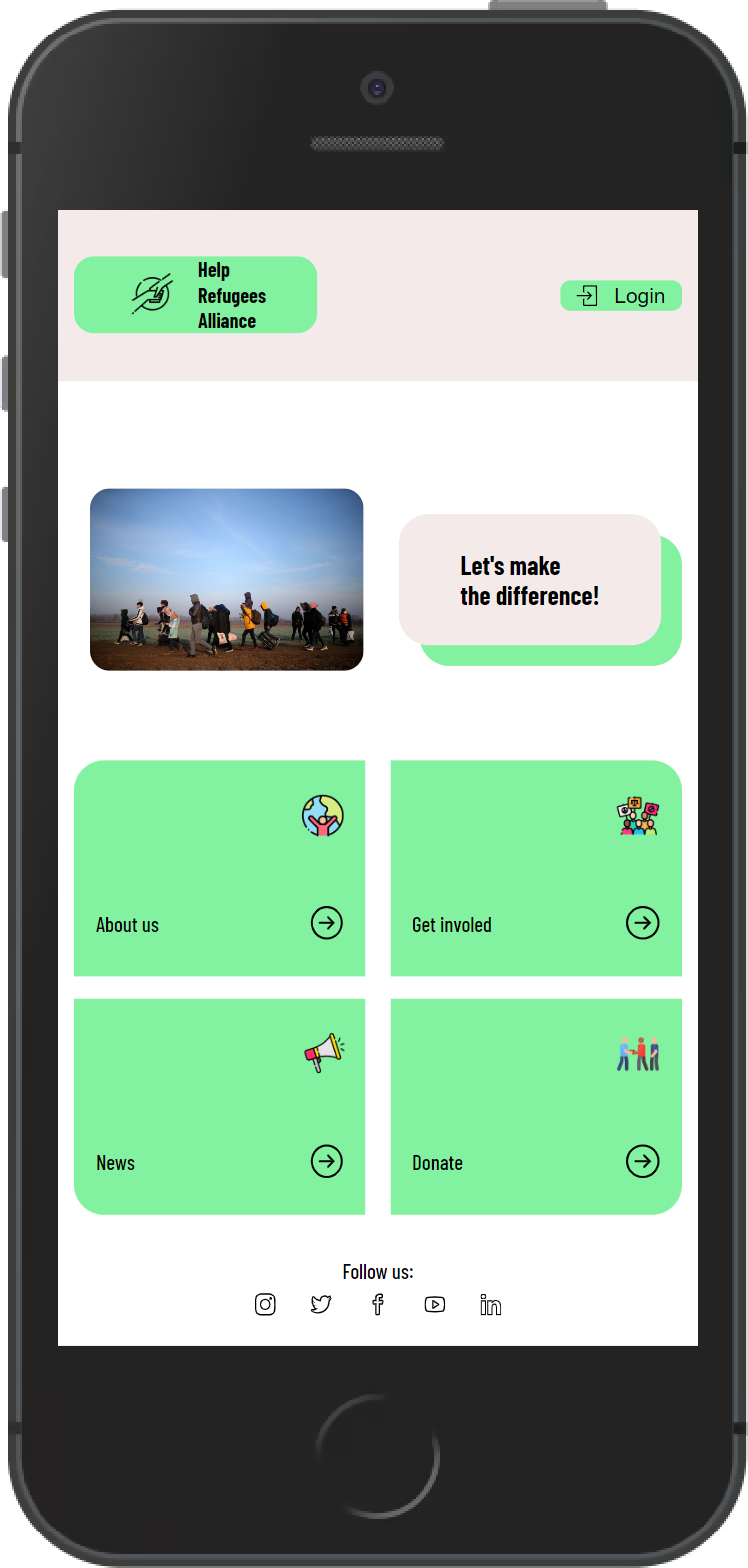 Help
Refugees
Alliance
Login
Let's make
the difference!
About us
Get involed
News
Donate
Follow us: